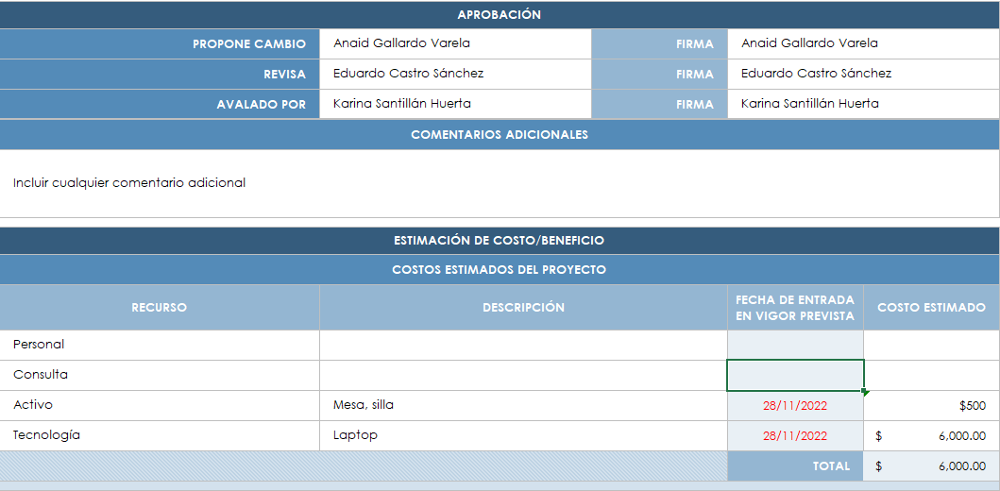 APROBACIÓN
PROPONE CAMBIO Anaid Gallardo Varela FIRMA Anaid Gallardo Varela
REVISA Eduardo Castro Sánchez FIRMA Eduardo Castro Sánchez
AVALADO POR Karina Santillán Huerta FIRMA Karina Santillán Huerta
COMENTARIOS ADICIONALES
Incluir cualquier comentario adicional
ESTIMACIÓN DE COSTO/BENEFICIO
COSTOS ESTIMADOS DEL PROYECTO
RECURSO DESCRIPCIÓN FECHA DE ENTRADA EN VIGOR PREVISTA COSTO ESTIMADO
Personal
Consulta
Activo Mesa, silla 28/11/2022 $500
Tecnología Laptop 28/11/2022 $ 6,000.00
TOTAL $ 6,000.00